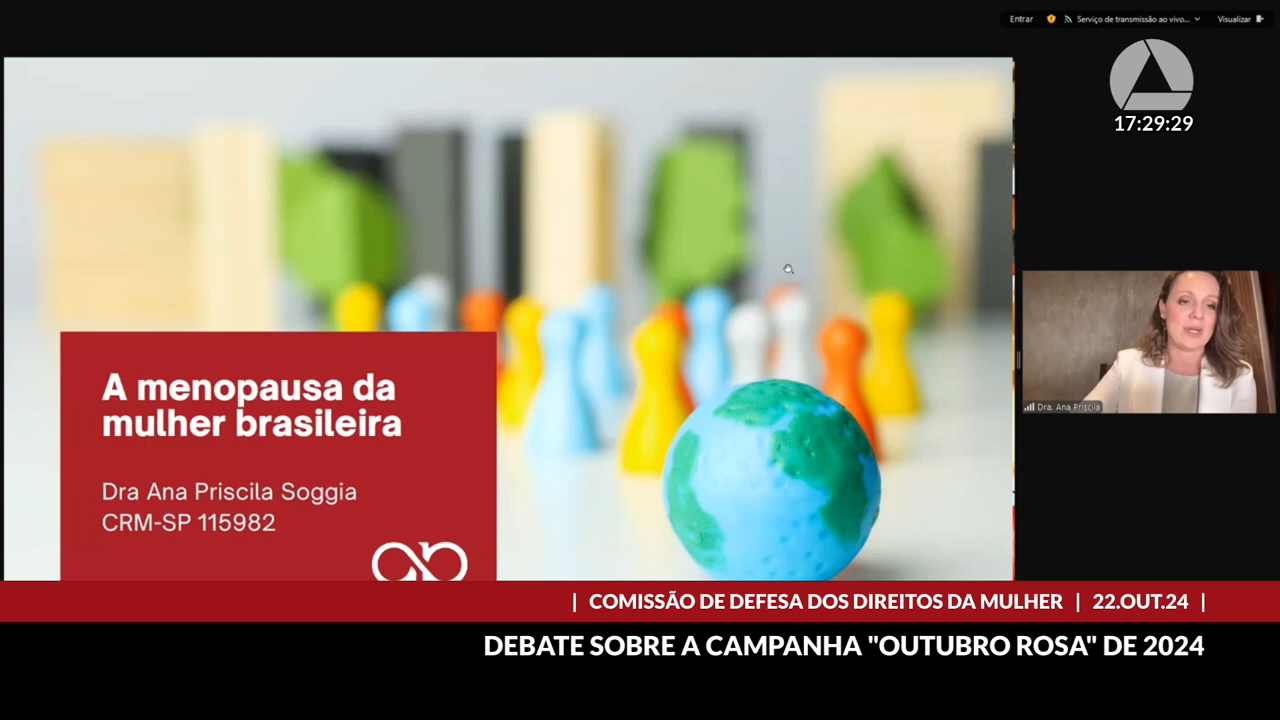 Entrar Serviço de transmissão ao vivo... Visualizar
17:29:29
A menopausa da
mulher brasileira
Dra Ana Priscila Soggia
CRM-SP 115982
Dra. Ana Priscila
| COMISSÃO DE DEFESA DOS DIREITOS DA MULHER | 22.OUT.24 |
DEBATE SOBRE A CAMPANHA "OUTUBRO ROSA" DE 2024